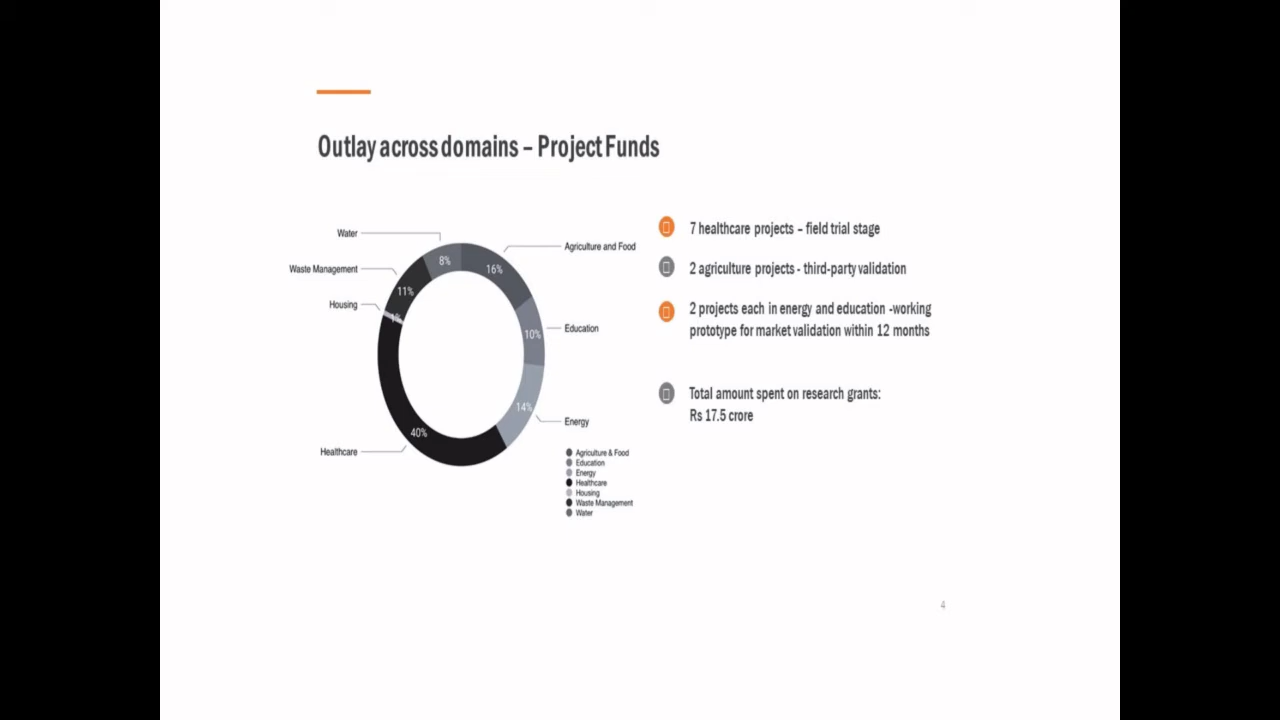 Outlay across domains – Project Funds
Water
Agriculture and Food
8%
16%
Waste Management
11%
Housing
1%
Education
10%
14%
Energy
40%
Healthcare
Agriculture & Food
Education
Energy
Healthcare
Housing
Waste Management
Water
7 healthcare projects – field trial stage
2 agriculture projects - third-party validation
2 projects each in energy and education -working
prototype for market validation within 12 months
Total amount spent on research grants:
Rs 17.5 crore
4